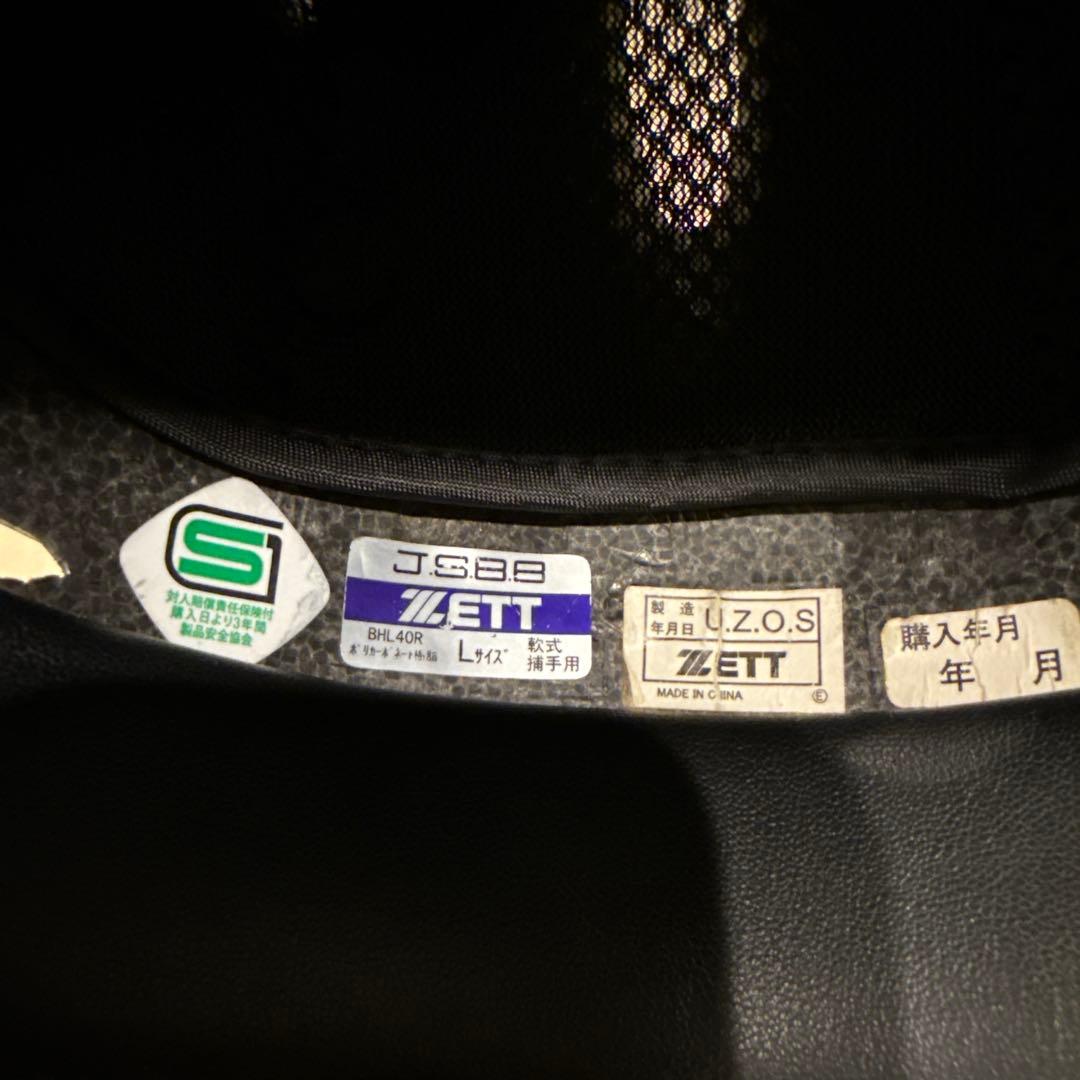 SG
対人賠償責任保険付
購入日より3年間
製品安全協会
J.S.B.B
ZETT
BHL40R
ポリカーボネート樹脂
Lサイズ
軟式
捕手用
製造
年月日
U.Z.O.S
ZETT
MADE IN CHINA
Ⓔ
購入年月
年 月